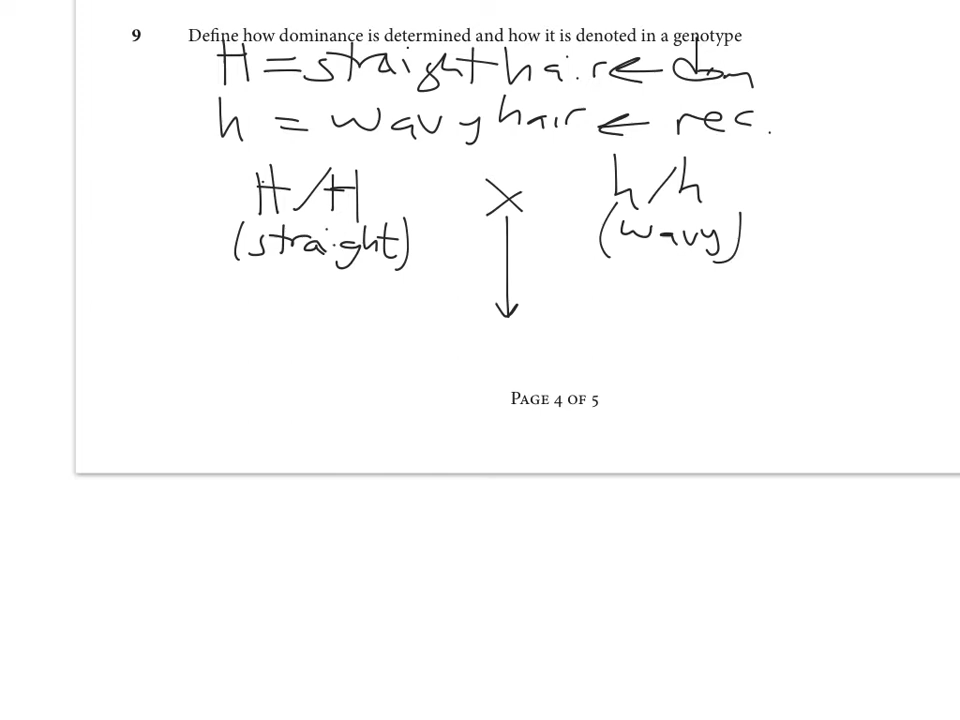 9 Define how dominance is determined and how it is denoted in a genotype
H = straight hair ← dom
h = wavy hair ← rec.
H/H × h/h
(straight) (wavy)
PAGE 4 OF 5